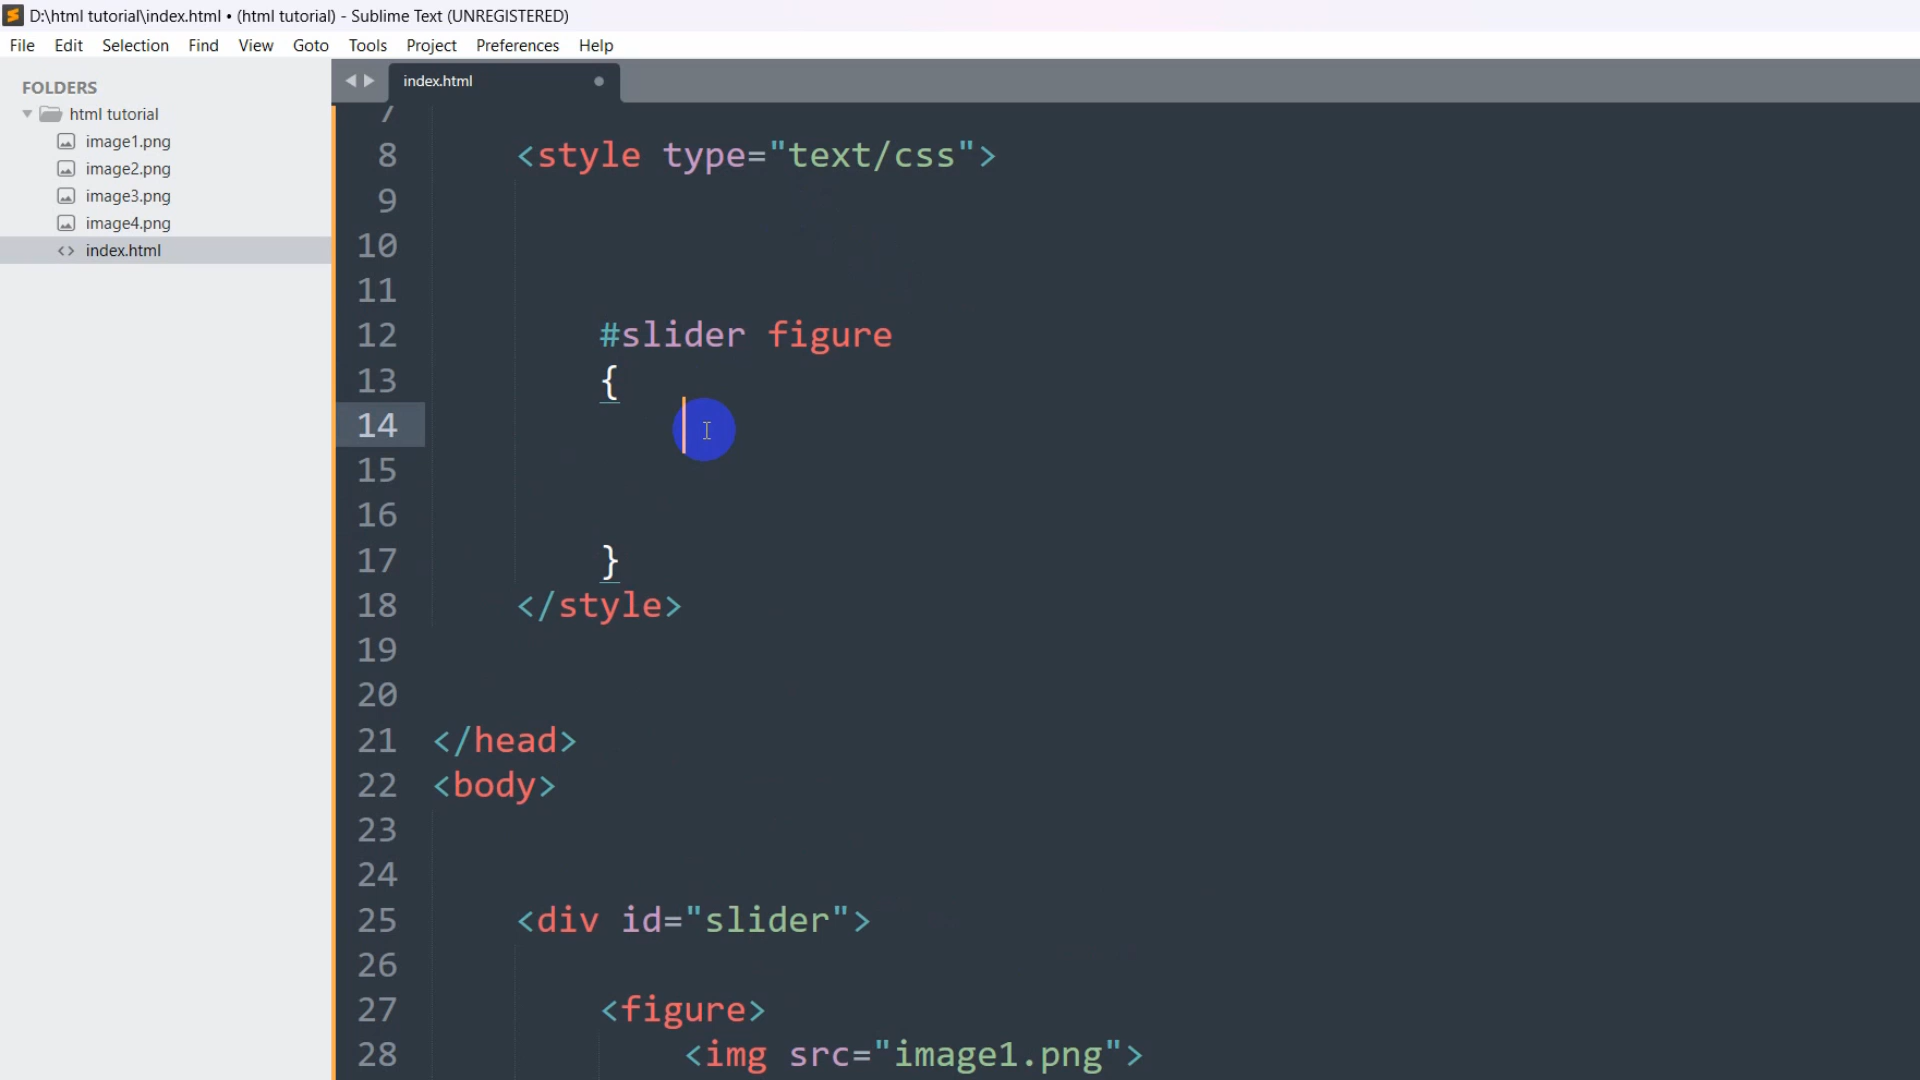 D:\html tutorial\index.html • (html tutorial) - Sublime Text (UNREGISTERED)
File Edit Selection Find View Goto Tools Project Preferences Help
FOLDERS
html tutorial
image1.png
image2.png
image3.png
image4.png
index.html
index.html
7
8 <style type="text/css">
9
10
11
12 #slider figure
13 {
14
15
16
17 }
18 </style>
19
20
21 </head>
22 <body>
23
24
25 <div id="slider">
26
27 <figure>
28 <img src="image1.png">